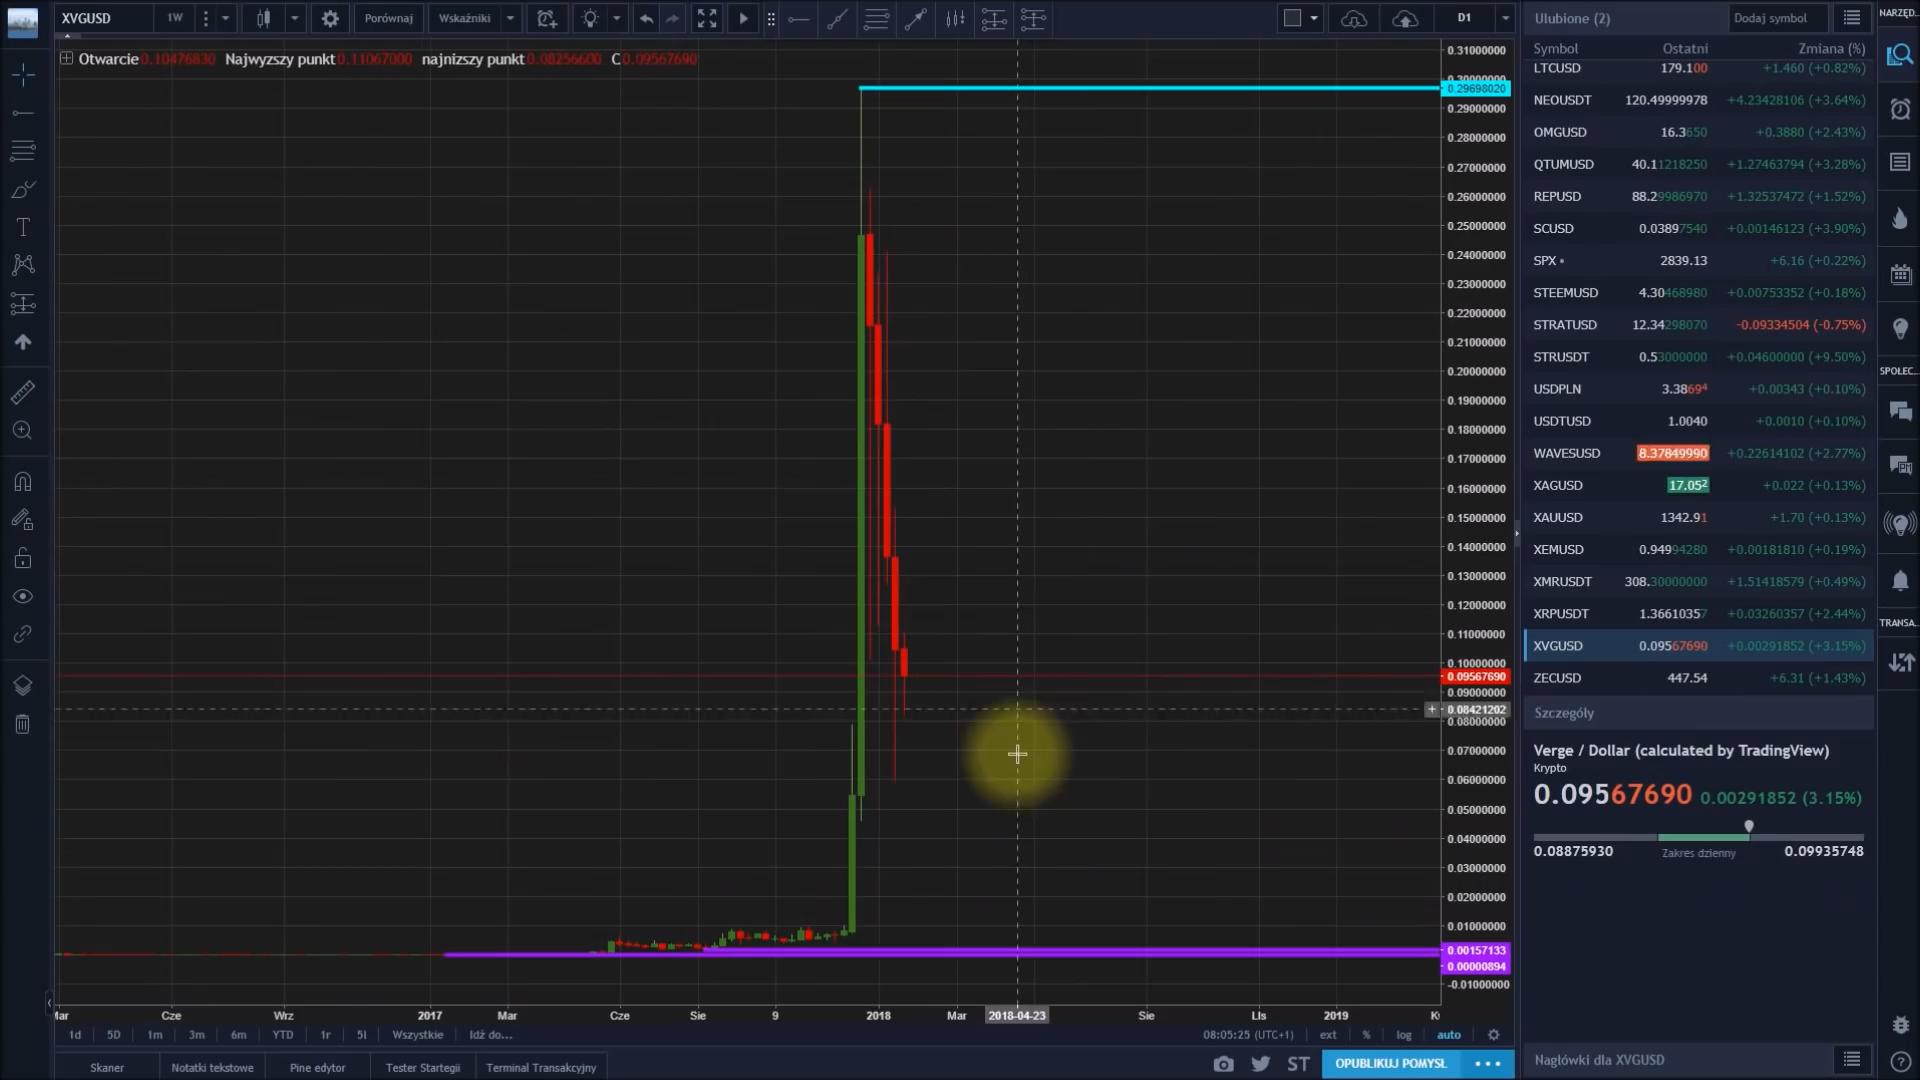 XVGUSD 1W Porównaj Wskaźniki D1
Otwarcie 0.10476830 Najwyzszy punkt 0.11067000 najnizszy punkt 0.08256600 C 0.09567690
0.31000000
0.30000000
0.29698020
0.29000000
0.28000000
0.27000000
0.26000000
0.25000000
0.24000000
0.23000000
0.22000000
0.21000000
0.20000000
0.19000000
0.18000000
0.17000000
0.16000000
0.15000000
0.14000000
0.13000000
0.12000000
0.11000000
0.10000000
0.09567690
0.09000000
0.08421202
0.08000000
0.07000000
0.06000000
0.05000000
0.04000000
0.03000000
0.02000000
0.01000000
0.00157133
0.00000894
-0.01000000
Mar Cze Wrz 2017 Mar Cze Sie 9 2018 Mar 2018-04-23 Sie Lis 2019
1d 5D 1m 3m 6m YTD 1r 5l Wszystkie Idź do... 08:05:25 (UTC+1) ext % log auto
Skaner Notatki tekstowe Pine edytor Tester Startegii Terminal Transakcyjny ST OPUBLIKUJ POMYSŁ
Ulubione (2) Dodaj symbol
Symbol Ostatni Zmiana (%)
LTCUSD 179.100 +1.460 (+0.82%)
NEOUSDT 120.49999978 +4.23428106 (+3.64%)
OMGUSD 16.3650 +0.3880 (+2.43%)
QTUMUSD 40.11218250 +1.27463794 (+3.28%)
REPUSD 88.29986970 +1.32537472 (+1.52%)
SCUSD 0.03897540 +0.00146123 (+3.90%)
SPX 2839.13 +6.16 (+0.22%)
STEEMUSD 4.30468980 +0.00753352 (+0.18%)
STRATUSD 12.34298070 -0.09334504 (-0.75%)
STRUSDT 0.53000000 +0.04600000 (+9.50%)
USDPLN 3.3869⁴ +0.00343 (+0.10%)
USDTUSD 1.0040 +0.0010 (+0.10%)
WAVESUSD 8.37849990 +0.22614102 (+2.77%)
XAGUSD 17.05² +0.022 (+0.13%)
XAUUSD 1342.91 +1.70 (+0.13%)
XEMUSD 0.94994280 +0.00181810 (+0.19%)
XMRUSDT 308.30000000 +1.51418579 (+0.49%)
XRPUSDT 1.36610357 +0.03260357 (+2.44%)
XVGUSD 0.09567690 +0.00291852 (+3.15%)
ZECUSD 447.54 +6.31 (+1.43%)
Szczegóły
Verge / Dollar (calculated by TradingView)
Krypto
0.09567690 0.00291852 (3.15%)
0.08875930 Zakres dzienny 0.09935748
Nagłówki dla XVGUSD
NARZĘD.
SPOŁEC...
TRANSA...